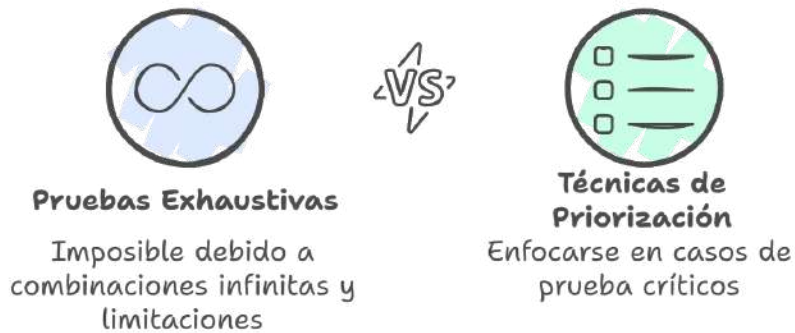 VS
Pruebas Exhaustivas
Imposible debido a
combinaciones infinitas y
limitaciones
Técnicas de
Priorización
Enfocarse en casos de
prueba críticos